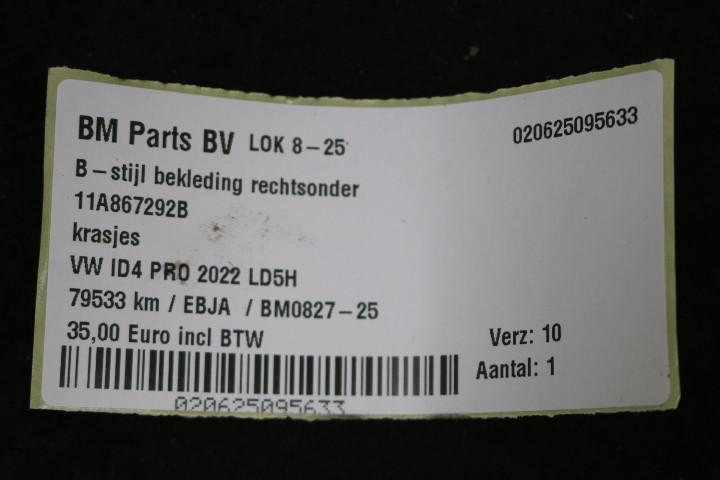 BM Parts BV LOK 8-25
020625095633
B-stijl bekleding rechtsonder
11A867292B
krasjes
VW ID4 PRO 2022 LD5H
79533 km / EBJA / BM0827-25
35,00 Euro incl BTW
Verz: 10
Aantal: 1
020625095633